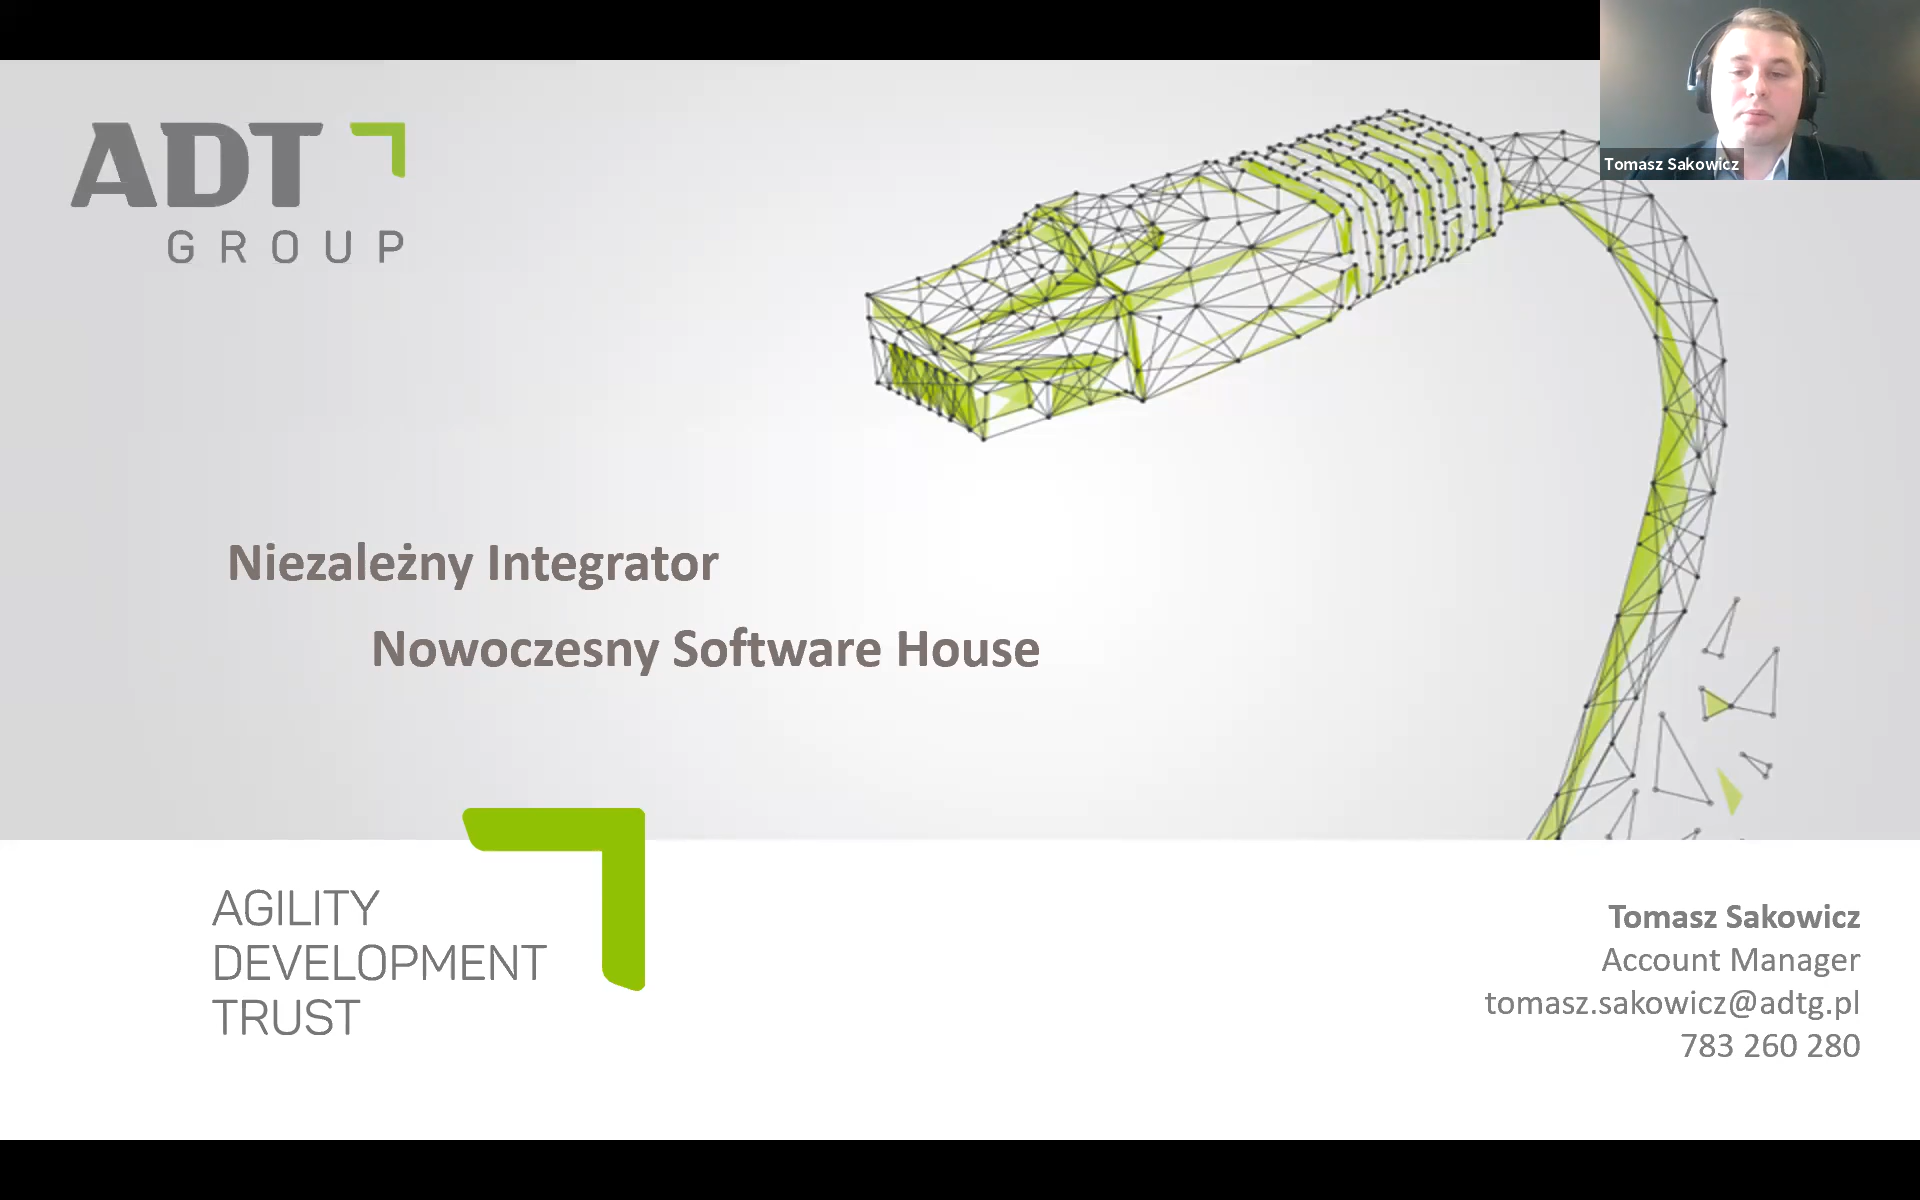 ADT
GROUP
Tomasz Sakowicz
Niezależny Integrator
Nowoczesny Software House
AGILITY
DEVELOPMENT
TRUST
Tomasz Sakowicz
Account Manager
tomasz.sakowicz@adtg.pl
783 260 280